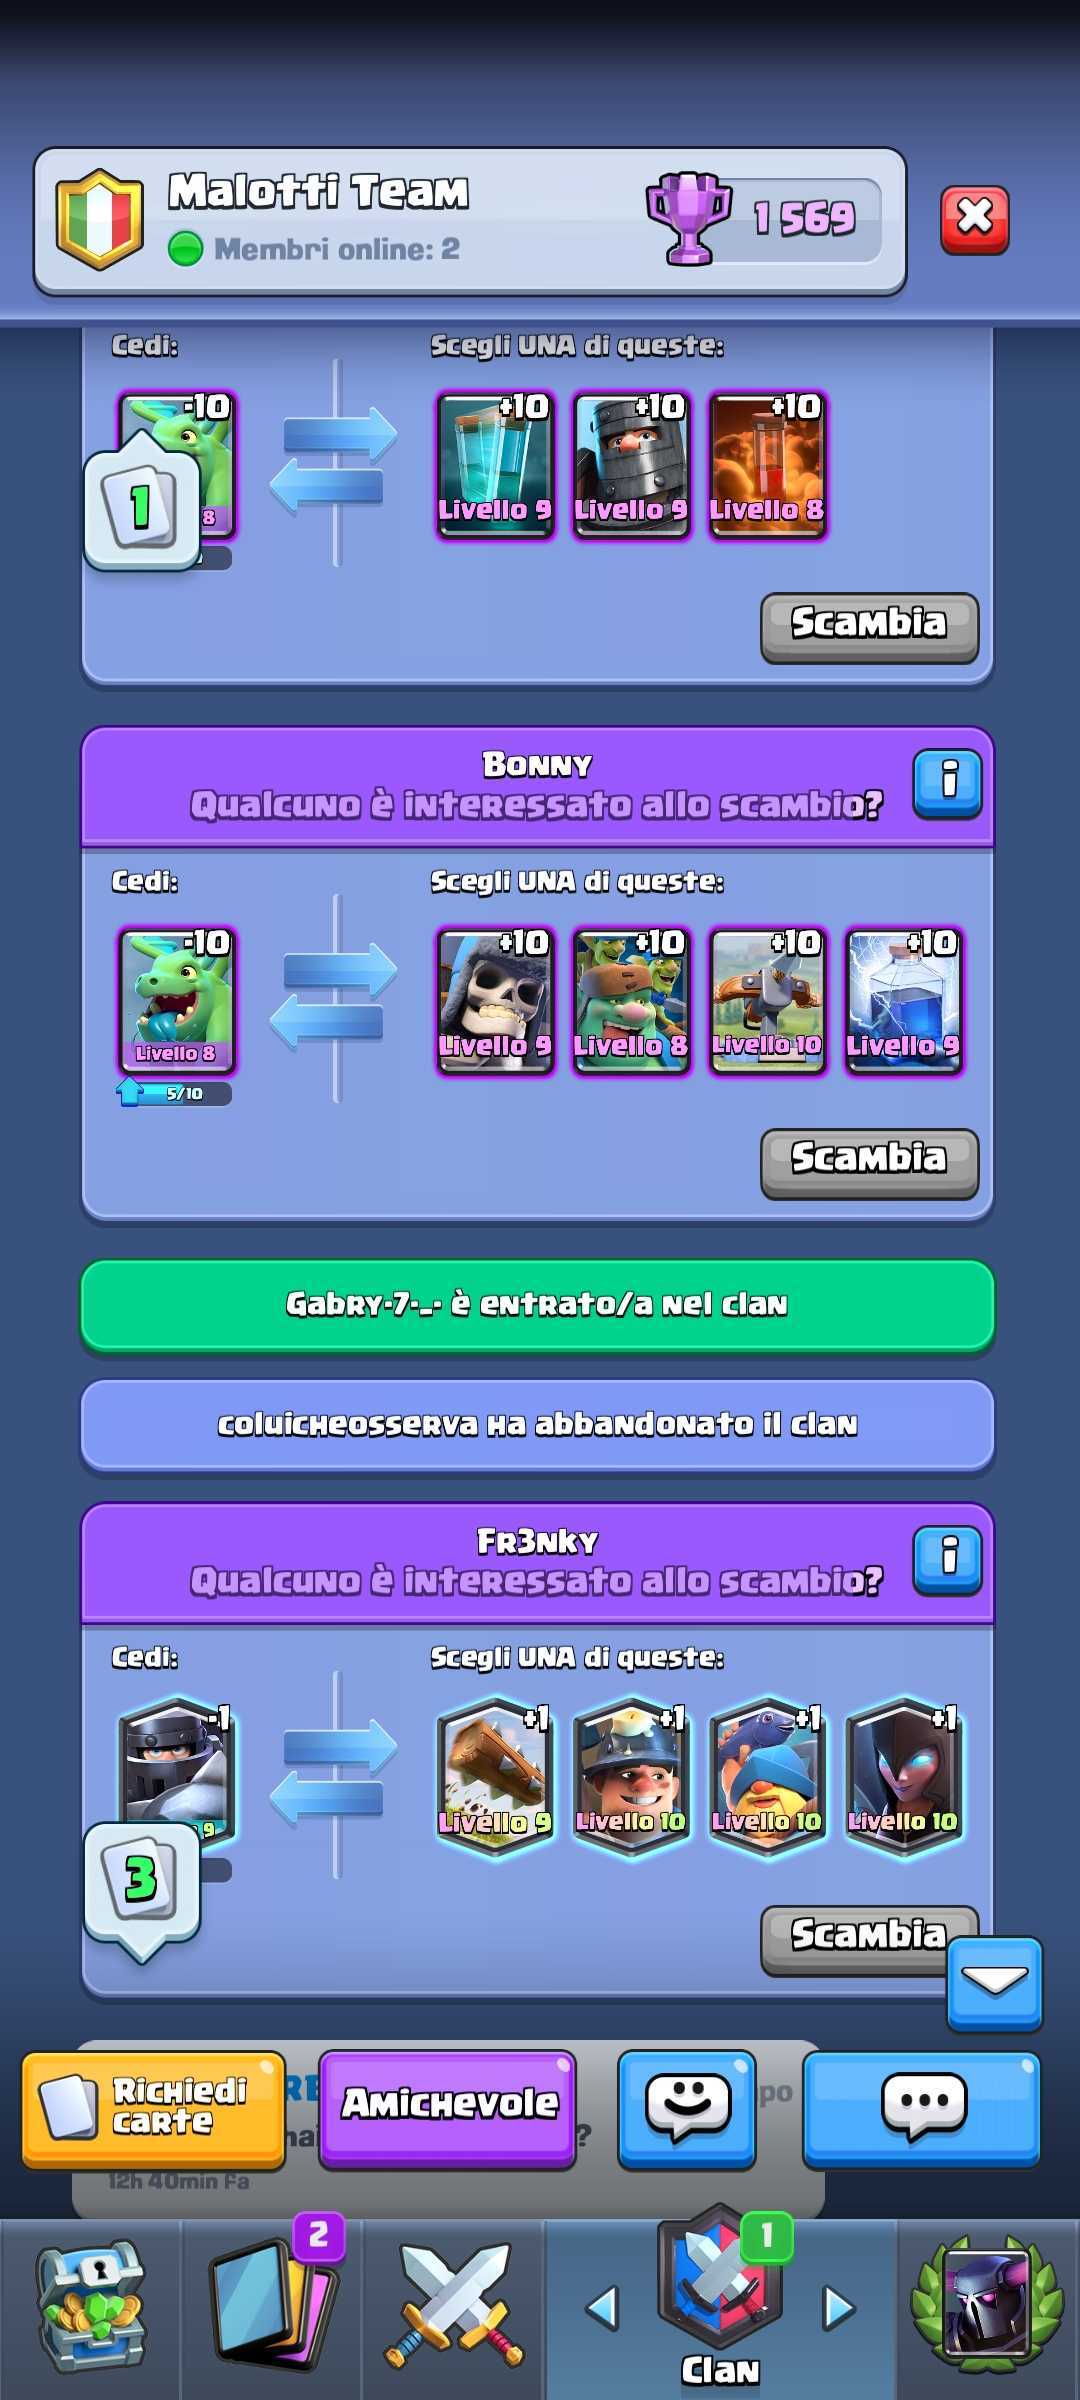 Malotti Team
Membri online: 2
1 569
Cedi:
Scegli UNA di queste:
-10
+10
+10
+10
1
8
Livello 9
Livello 9
Livello 8
Scambia
Bonny
Qualcuno è interessato allo scambio?
i
Cedi:
Scegli UNA di queste:
-10
+10
+10
+10
+10
Livello 8
Livello 9
Livello 8
Livello 10
Livello 9
5/10
Scambia
Gabry-7-_- è entrato/a nel clan
coluicheosserva ha abbandonato il clan
Fr3nky
Qualcuno è interessato allo scambio?
i
Cedi:
Scegli UNA di queste:
-1
+1
+1
+1
+1
9
Livello 9
Livello 10
Livello 10
Livello 10
3
Scambia
Richiedi
carte
Amichevole
?
12h 40min fa
2
1
Clan